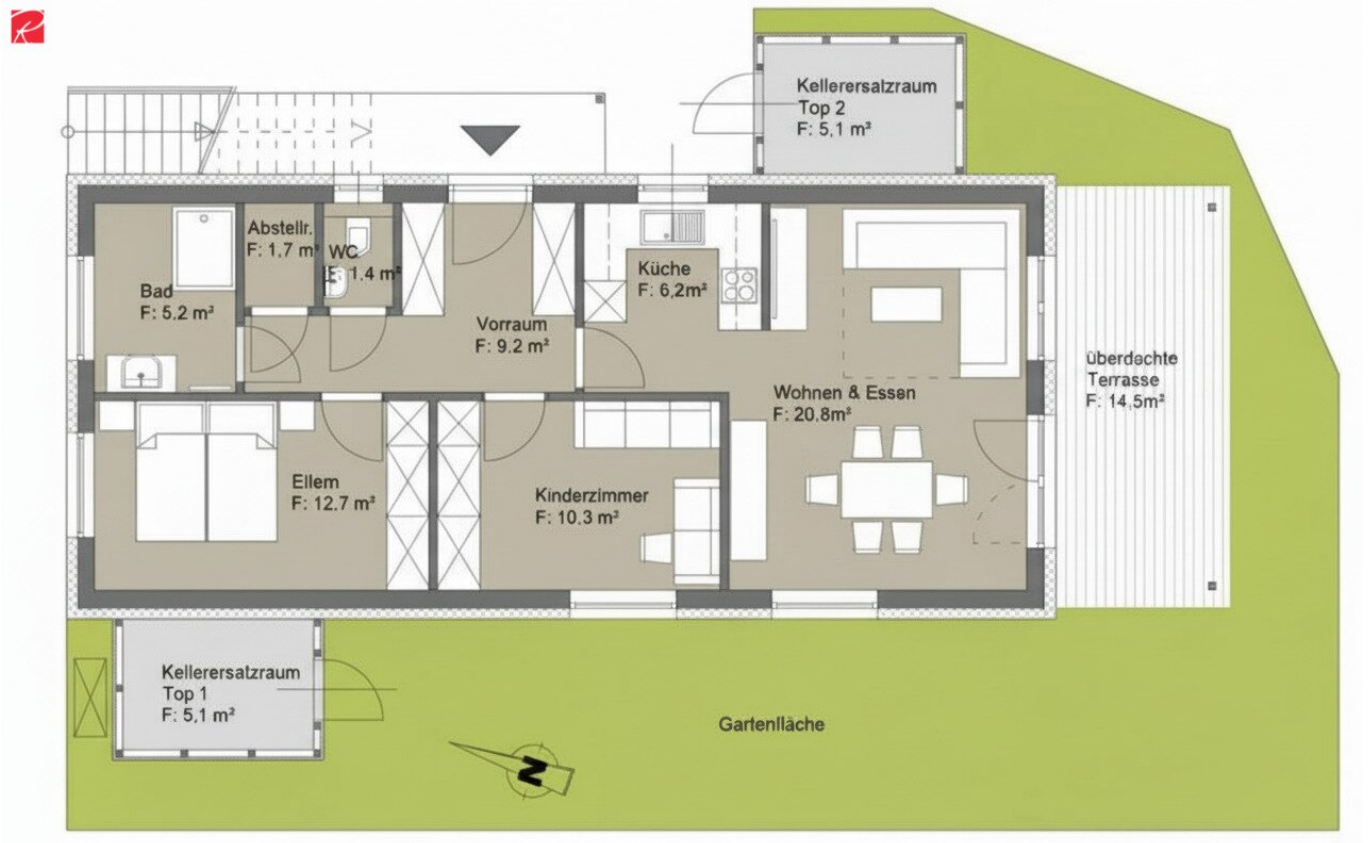 Kellerersatzraum
Top 2
F: 5,1 m²
Abstellr.
F: 1.7 m²
WC
F: 1.4 m²
Bad
F: 5.2 m²
Küche
F: 6,2m²
Vorraum
F: 9.2 m²
überdachte
Terrasse
F: 14,5m²
Wohnen & Essen
F: 20,8m²
Ellem
F: 12.7 m²
Kinderzimmer
F: 10.3 m²
Kellerersatzraum
Top 1
F: 5,1 m²
Gartenlläche
N